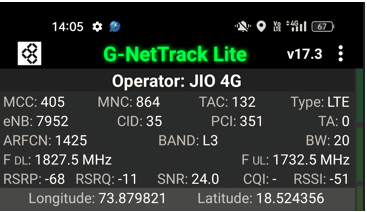 14:05 67
G-NetTrack Lite v17.3
Operator: JIO 4G
MCC: 405 MNC: 864 TAC: 132 Type: LTE
eNB: 7952 CID: 35 PCI: 351 TA: 0
ARFCN: 1425 BAND: L3 BW: 20
F DL: 1827.5 MHz F UL: 1732.5 MHz
RSRP: -68 RSRQ: -11 SNR: 24.0 CQI: - RSSI: -51
Longitude: 73.879821 Latitude: 18.524356